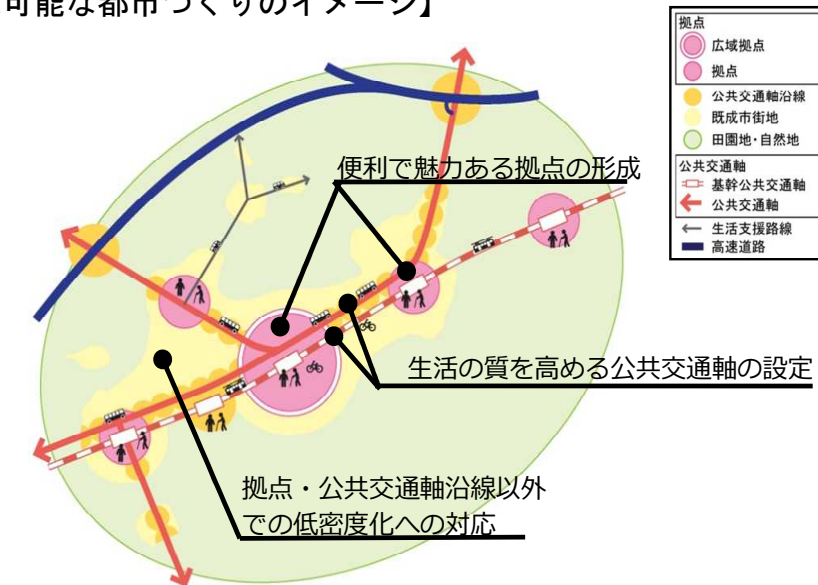 可能な都市づくりのイメージ】
拠点
広域拠点
拠点
公共交通軸沿線
既成市街地
田園地・自然地
公共交通軸
基幹公共交通軸
公共交通軸
生活支援路線
高速道路
便利で魅力ある拠点の形成
生活の質を高める公共交通軸の設定
拠点・公共交通軸沿線以外
での低密度化への対応